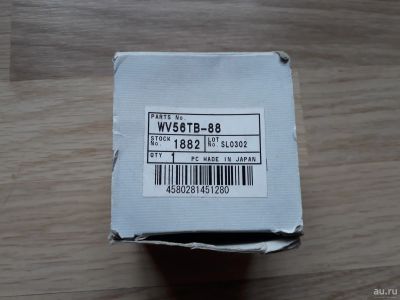 PARTS No.
WV56TB-88
STOCK No. 1882 LOT No. SL0302
QTY 1 PC MADE IN JAPAN
4580281451280
au.ru